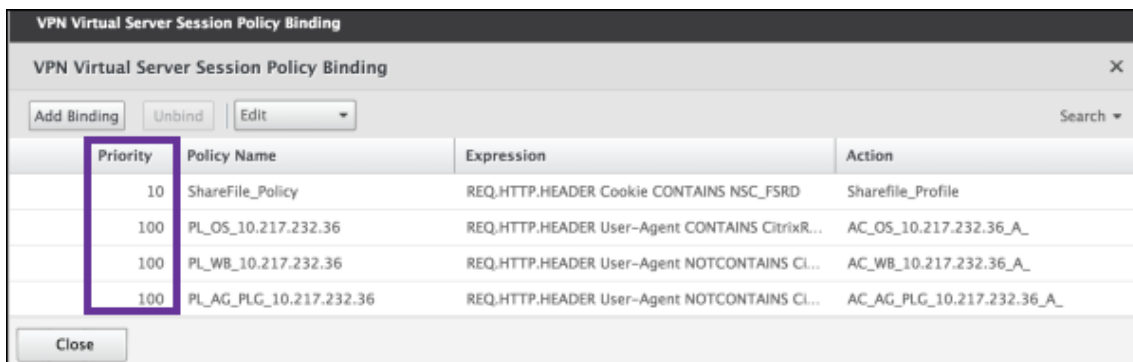 VPN Virtual Server Session Policy Binding
VPN Virtual Server Session Policy Binding ×
Add Binding Unbind Edit Search
Priority Policy Name Expression Action
10 ShareFile_Policy REQ.HTTP.HEADER Cookie CONTAINS NSC_FSRD Sharefile_Profile
100 PL_OS_10.217.232.36 REQ.HTTP.HEADER User-Agent CONTAINS CitrixR... AC_OS_10.217.232.36_A_
100 PL_WB_10.217.232.36 REQ.HTTP.HEADER User-Agent NOTCONTAINS Ci... AC_WB_10.217.232.36_A_
100 PL_AG_PLG_10.217.232.36 REQ.HTTP.HEADER User-Agent NOTCONTAINS Ci... AC_AG_PLG_10.217.232.36_A_
Close